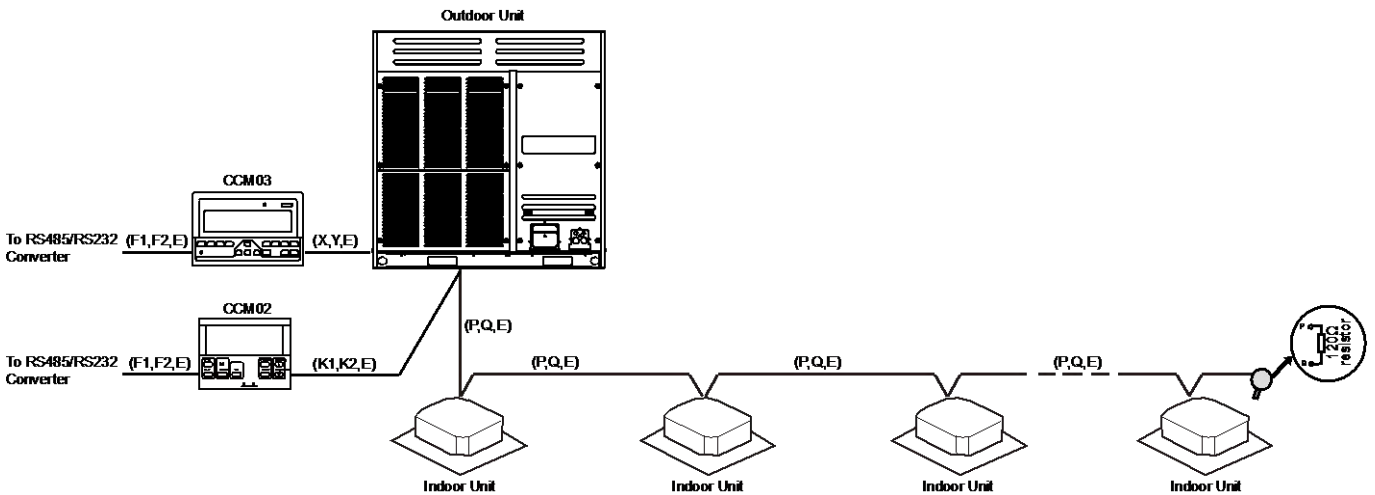 Outdoor Unit
CCM03
To RS485/RS232 (F1,F2,E) (X,Y,E)
Converter
CCM02
(P,Q,E)
To RS485/RS232 (F1,F2,E) (K1,K2,E)
Converter
(P,Q,E) (P,Q,E) (P,Q,E)
P
120Ω
resistor
Indoor Unit Indoor Unit Indoor Unit Indoor Unit